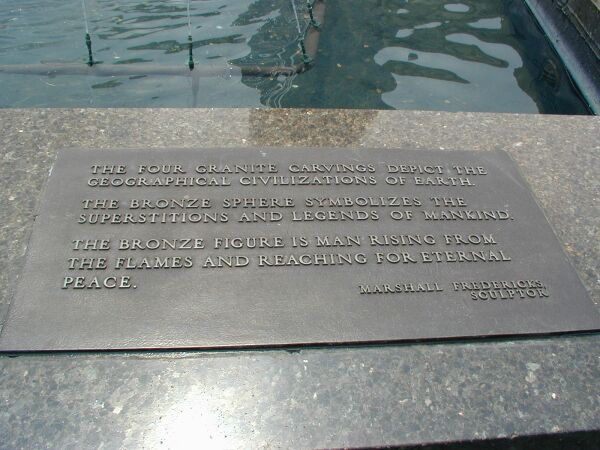 THE FOUR GRANITE CARVINGS DEPICT THE
GEOGRAPHICAL CIVILIZATIONS OF EARTH.
THE BRONZE SPHERE SYMBOLIZES THE
SUPERSTITIONS AND LEGENDS OF MANKIND.
THE BRONZE FIGURE IS MAN RISING FROM
THE FLAMES AND REACHING FOR ETERNAL
PEACE.
MARSHALL FREDERICKS,
SCULPTOR